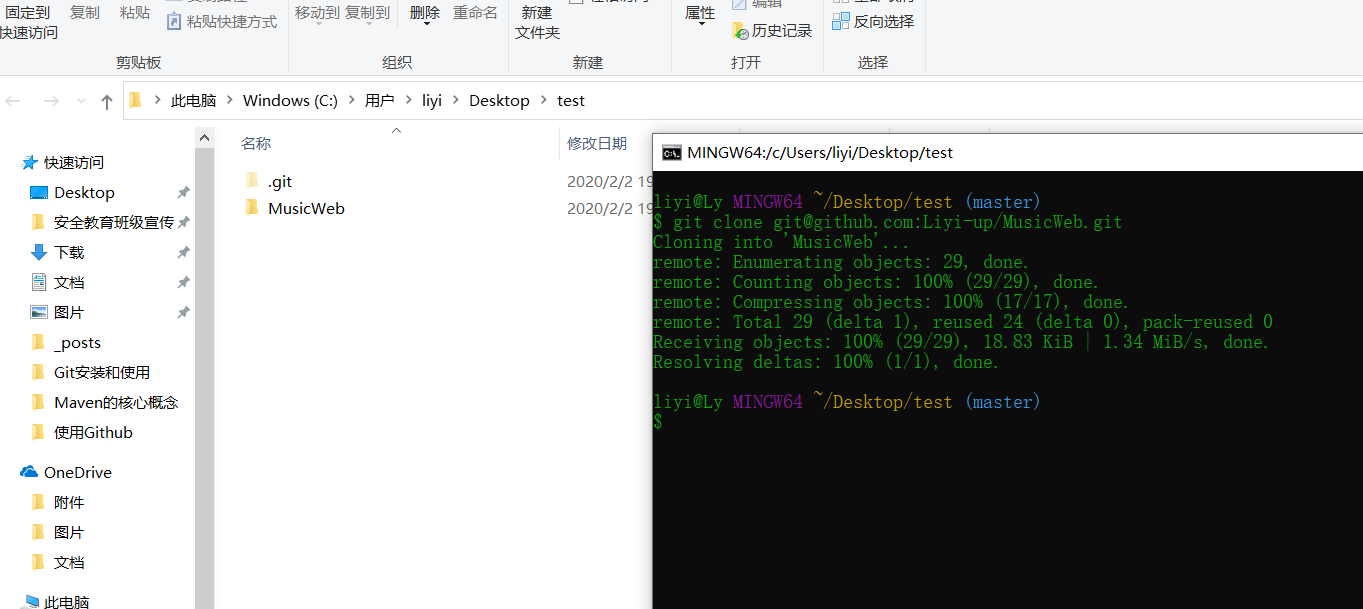 固定到 复制 粘贴 移动到 复制到 删除 重命名 新建 属性 编辑
快速访问 粘贴快捷方式 文件夹 历史记录 反向选择
剪贴板 组织 新建 打开 选择
此电脑 Windows (C:) 用户 liyi Desktop test
名称 修改日期
快速访问
Desktop
安全教育班级宣传
下载
文档
图片
_posts
Git安装和使用
Maven的核心概念
使用Github
OneDrive
附件
图片
文档
此电脑
.git 2020/2/2 19
MusicWeb 2020/2/2 19
MINGW64:/c/Users/liyi/Desktop/test
liyi@Ly MINGW64 ~/Desktop/test (master)
$ git clone git@github.com:Liyi-up/MusicWeb.git
Cloning into 'MusicWeb'...
remote: Enumerating objects: 29, done.
remote: Counting objects: 100% (29/29), done.
remote: Compressing objects: 100% (17/17), done.
remote: Total 29 (delta 1), reused 24 (delta 0), pack-reused 0
Receiving objects: 100% (29/29), 18.83 KiB | 1.34 MiB/s, done.
Resolving deltas: 100% (1/1), done.
liyi@Ly MINGW64 ~/Desktop/test (master)
$